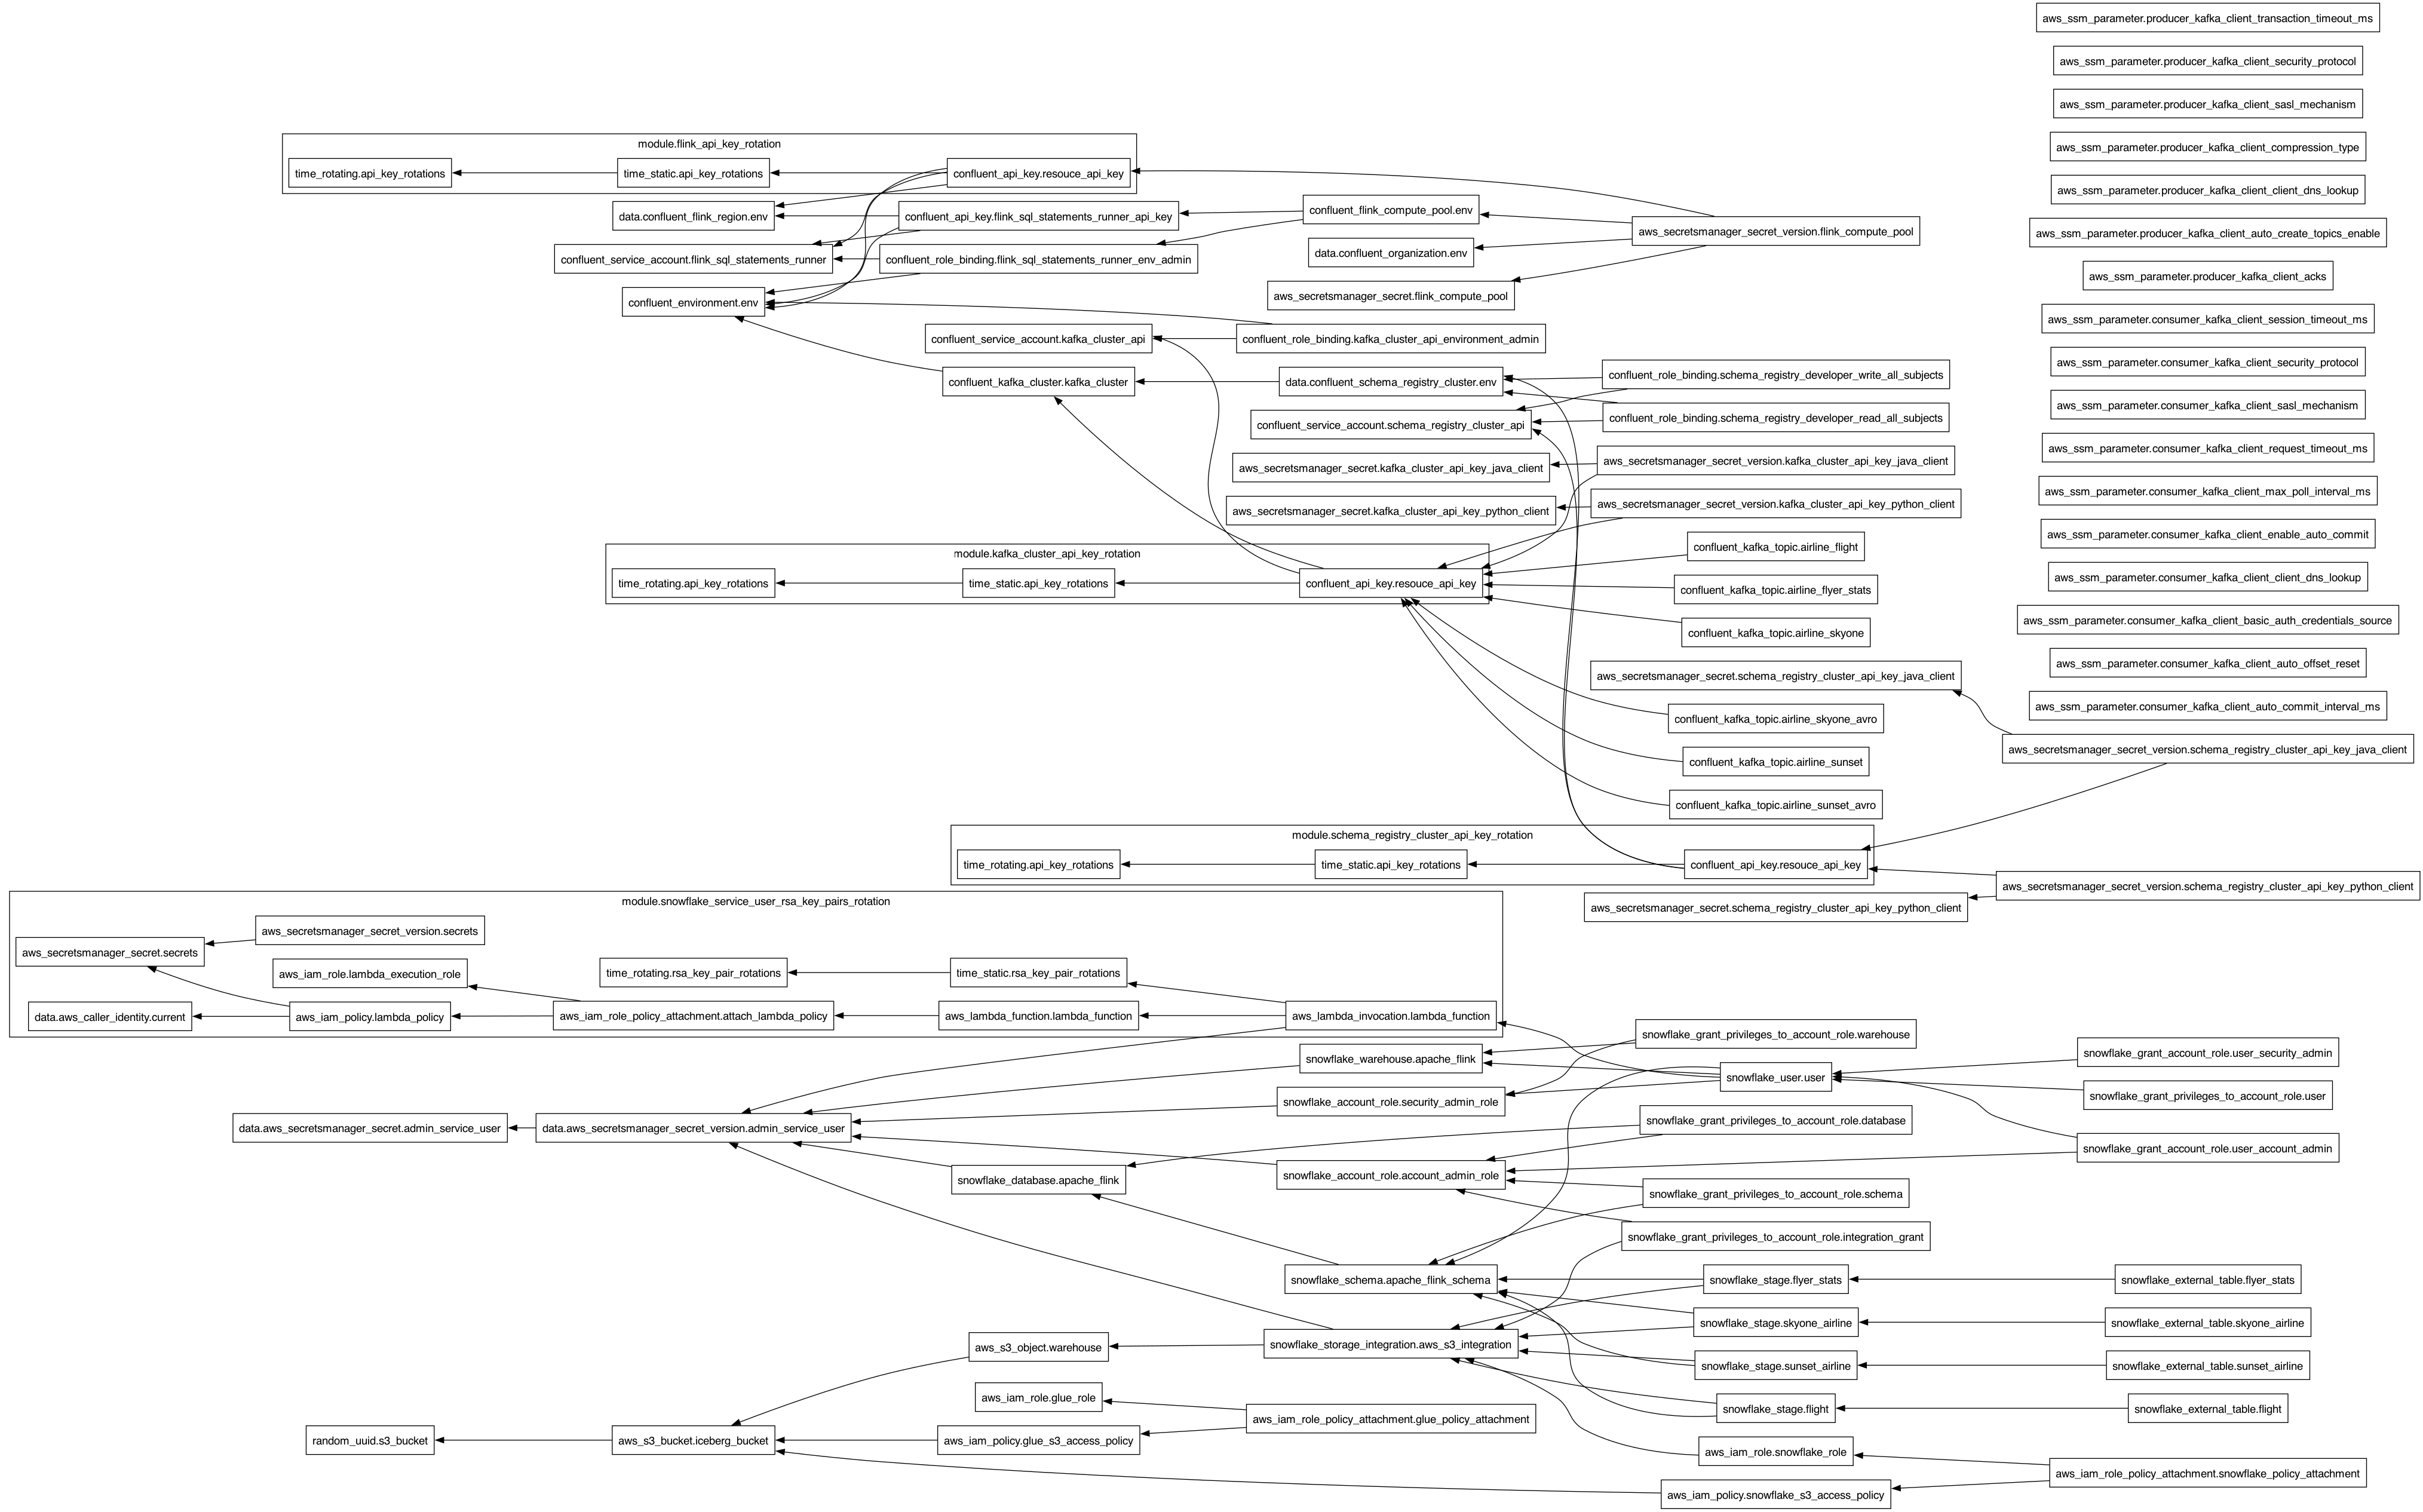 aws_ssm_parameter.producer_kafka_client_transaction_timeout_ms
aws_ssm_parameter.producer_kafka_client_security_protocol
aws_ssm_parameter.producer_kafka_client_sasl_mechanism
aws_ssm_parameter.producer_kafka_client_compression_type
aws_ssm_parameter.producer_kafka_client_client_dns_lookup
aws_ssm_parameter.producer_kafka_client_auto_create_topics_enable
aws_ssm_parameter.producer_kafka_client_acks
aws_ssm_parameter.consumer_kafka_client_session_timeout_ms
aws_ssm_parameter.consumer_kafka_client_security_protocol
aws_ssm_parameter.consumer_kafka_client_sasl_mechanism
aws_ssm_parameter.consumer_kafka_client_request_timeout_ms
aws_ssm_parameter.consumer_kafka_client_max_poll_interval_ms
aws_ssm_parameter.consumer_kafka_client_enable_auto_commit
aws_ssm_parameter.consumer_kafka_client_client_dns_lookup
aws_ssm_parameter.consumer_kafka_client_basic_auth_credentials_source
aws_ssm_parameter.consumer_kafka_client_auto_offset_reset
aws_ssm_parameter.consumer_kafka_client_auto_commit_interval_ms
module.flink_api_key_rotation
time_rotating.api_key_rotations
time_static.api_key_rotations
confluent_api_key.resouce_api_key
data.confluent_flink_region.env
confluent_api_key.flink_sql_statements_runner_api_key
confluent_flink_compute_pool.env
aws_secretsmanager_secret_version.flink_compute_pool
confluent_service_account.flink_sql_statements_runner
confluent_role_binding.flink_sql_statements_runner_env_admin
data.confluent_organization.env
confluent_environment.env
aws_secretsmanager_secret.flink_compute_pool
confluent_service_account.kafka_cluster_api
confluent_role_binding.kafka_cluster_api_environment_admin
confluent_kafka_cluster.kafka_cluster
data.confluent_schema_registry_cluster.env
confluent_role_binding.schema_registry_developer_write_all_subjects
confluent_service_account.schema_registry_cluster_api
confluent_role_binding.schema_registry_developer_read_all_subjects
aws_secretsmanager_secret.kafka_cluster_api_key_java_client
aws_secretsmanager_secret_version.kafka_cluster_api_key_java_client
aws_secretsmanager_secret.kafka_cluster_api_key_python_client
aws_secretsmanager_secret_version.kafka_cluster_api_key_python_client
module.kafka_cluster_api_key_rotation
time_rotating.api_key_rotations
time_static.api_key_rotations
confluent_api_key.resouce_api_key
confluent_kafka_topic.airline_flight
confluent_kafka_topic.airline_flyer_stats
confluent_kafka_topic.airline_skyone
aws_secretsmanager_secret.schema_registry_cluster_api_key_java_client
confluent_kafka_topic.airline_skyone_avro
aws_secretsmanager_secret_version.schema_registry_cluster_api_key_java_client
confluent_kafka_topic.airline_sunset
confluent_kafka_topic.airline_sunset_avro
module.schema_registry_cluster_api_key_rotation
time_rotating.api_key_rotations
time_static.api_key_rotations
confluent_api_key.resouce_api_key
aws_secretsmanager_secret_version.schema_registry_cluster_api_key_python_client
aws_secretsmanager_secret.schema_registry_cluster_api_key_python_client
module.snowflake_service_user_rsa_key_pairs_rotation
aws_secretsmanager_secret_version.secrets
aws_secretsmanager_secret.secrets
aws_iam_role.lambda_execution_role
time_rotating.rsa_key_pair_rotations
time_static.rsa_key_pair_rotations
data.aws_caller_identity.current
aws_iam_policy.lambda_policy
aws_iam_role_policy_attachment.attach_lambda_policy
aws_lambda_function.lambda_function
aws_lambda_invocation.lambda_function
snowflake_grant_privileges_to_account_role.warehouse
snowflake_warehouse.apache_flink
snowflake_grant_account_role.user_security_admin
snowflake_user.user
snowflake_grant_privileges_to_account_role.user
snowflake_account_role.security_admin_role
data.aws_secretsmanager_secret.admin_service_user
data.aws_secretsmanager_secret_version.admin_service_user
snowflake_grant_privileges_to_account_role.database
snowflake_grant_account_role.user_account_admin
snowflake_database.apache_flink
snowflake_account_role.account_admin_role
snowflake_grant_privileges_to_account_role.schema
snowflake_grant_privileges_to_account_role.integration_grant
snowflake_schema.apache_flink_schema
snowflake_stage.flyer_stats
snowflake_external_table.flyer_stats
snowflake_stage.skyone_airline
snowflake_external_table.skyone_airline
aws_s3_object.warehouse
snowflake_storage_integration.aws_s3_integration
snowflake_stage.sunset_airline
snowflake_external_table.sunset_airline
aws_iam_role.glue_role
snowflake_stage.flight
snowflake_external_table.flight
aws_iam_role_policy_attachment.glue_policy_attachment
random_uuid.s3_bucket
aws_s3_bucket.iceberg_bucket
aws_iam_policy.glue_s3_access_policy
aws_iam_role.snowflake_role
aws_iam_role_policy_attachment.snowflake_policy_attachment
aws_iam_policy.snowflake_s3_access_policy